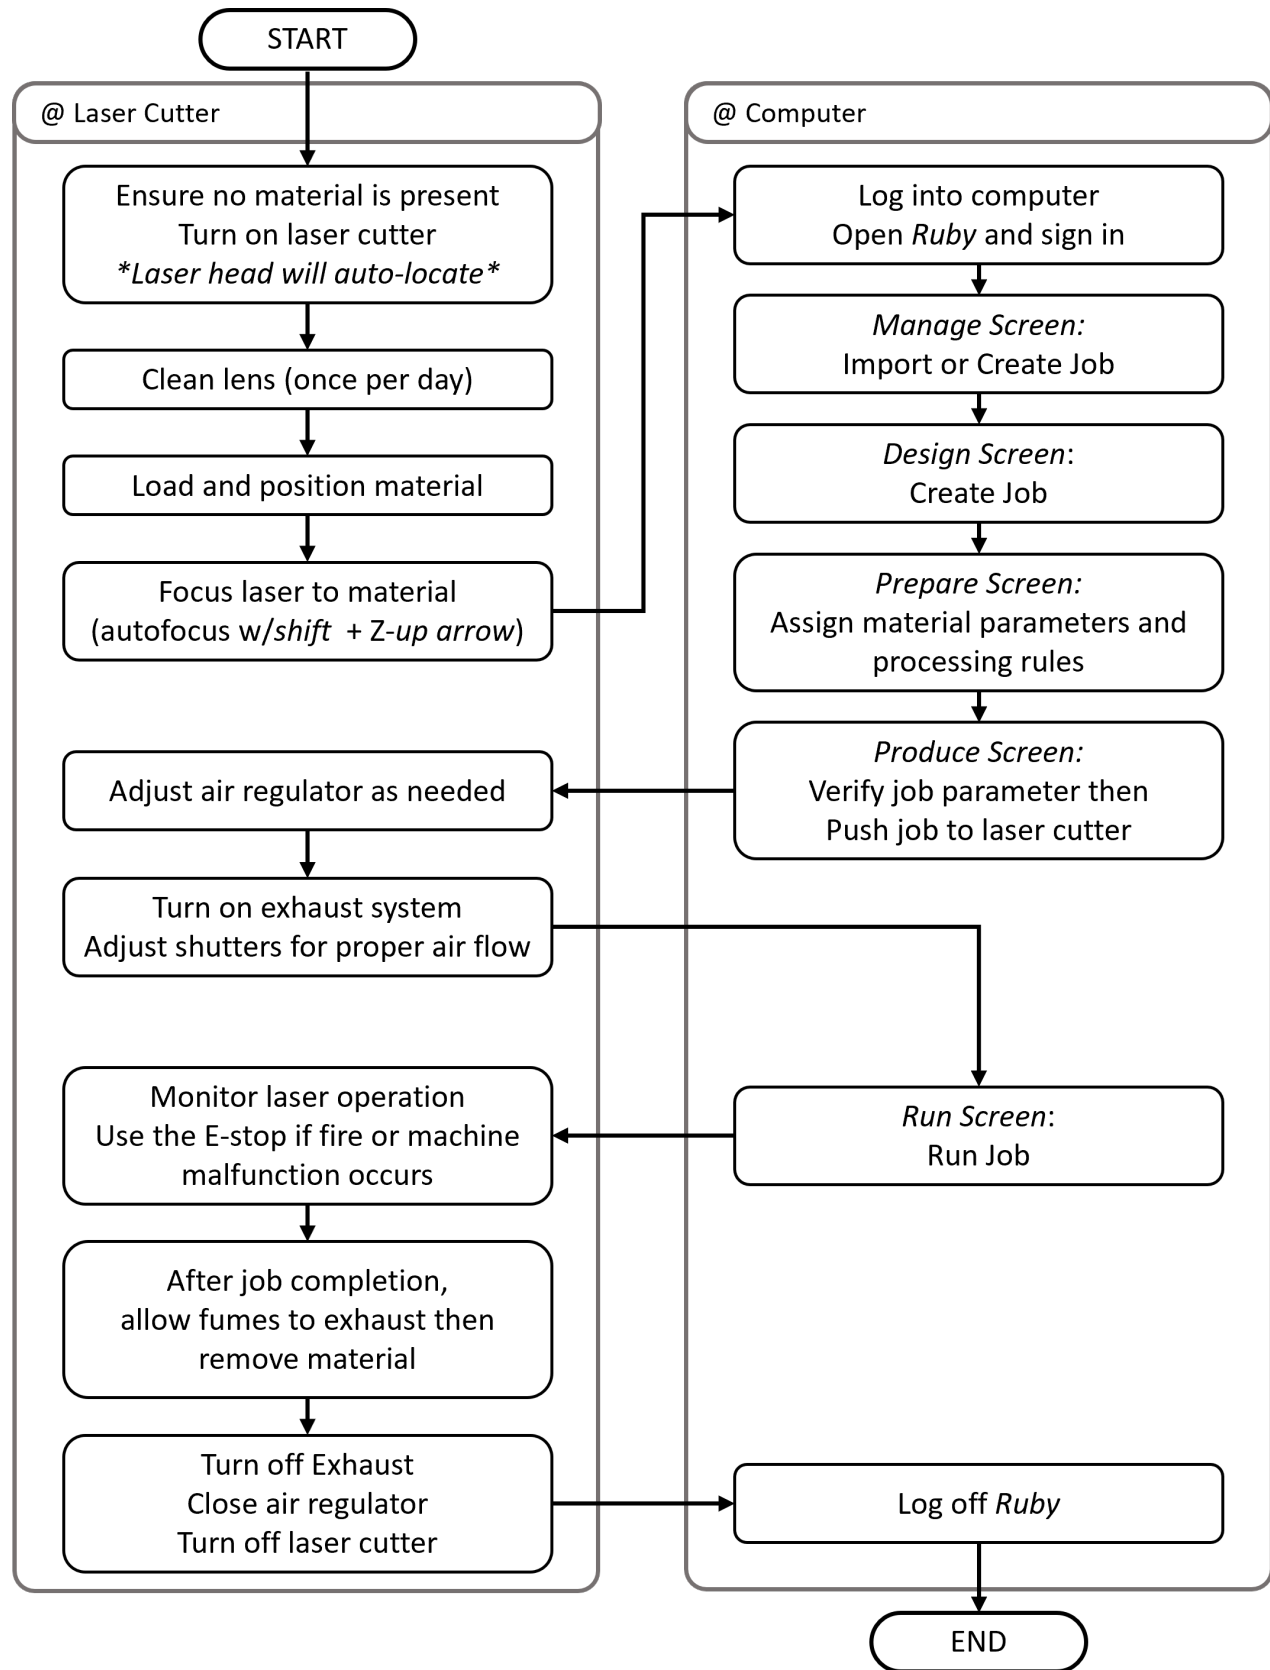 START
@ Laser Cutter
Ensure no material is present
Turn on laser cutter
*Laser head will auto-locate*
Clean lens (once per day)
Load and position material
Focus laser to material
(autofocus w/shift + Z-up arrow)
@ Computer
Log into computer
Open Ruby and sign in
Manage Screen:
Import or Create Job
Design Screen:
Create Job
Prepare Screen:
Assign material parameters and
processing rules
Produce Screen:
Verify job parameter then
Push job to laser cutter
Adjust air regulator as needed
Turn on exhaust system
Adjust shutters for proper air flow
Run Screen:
Run Job
Monitor laser operation
Use the E-stop if fire or machine
malfunction occurs
After job completion,
allow fumes to exhaust then
remove material
Turn off Exhaust
Close air regulator
Turn off laser cutter
Log off Ruby
END